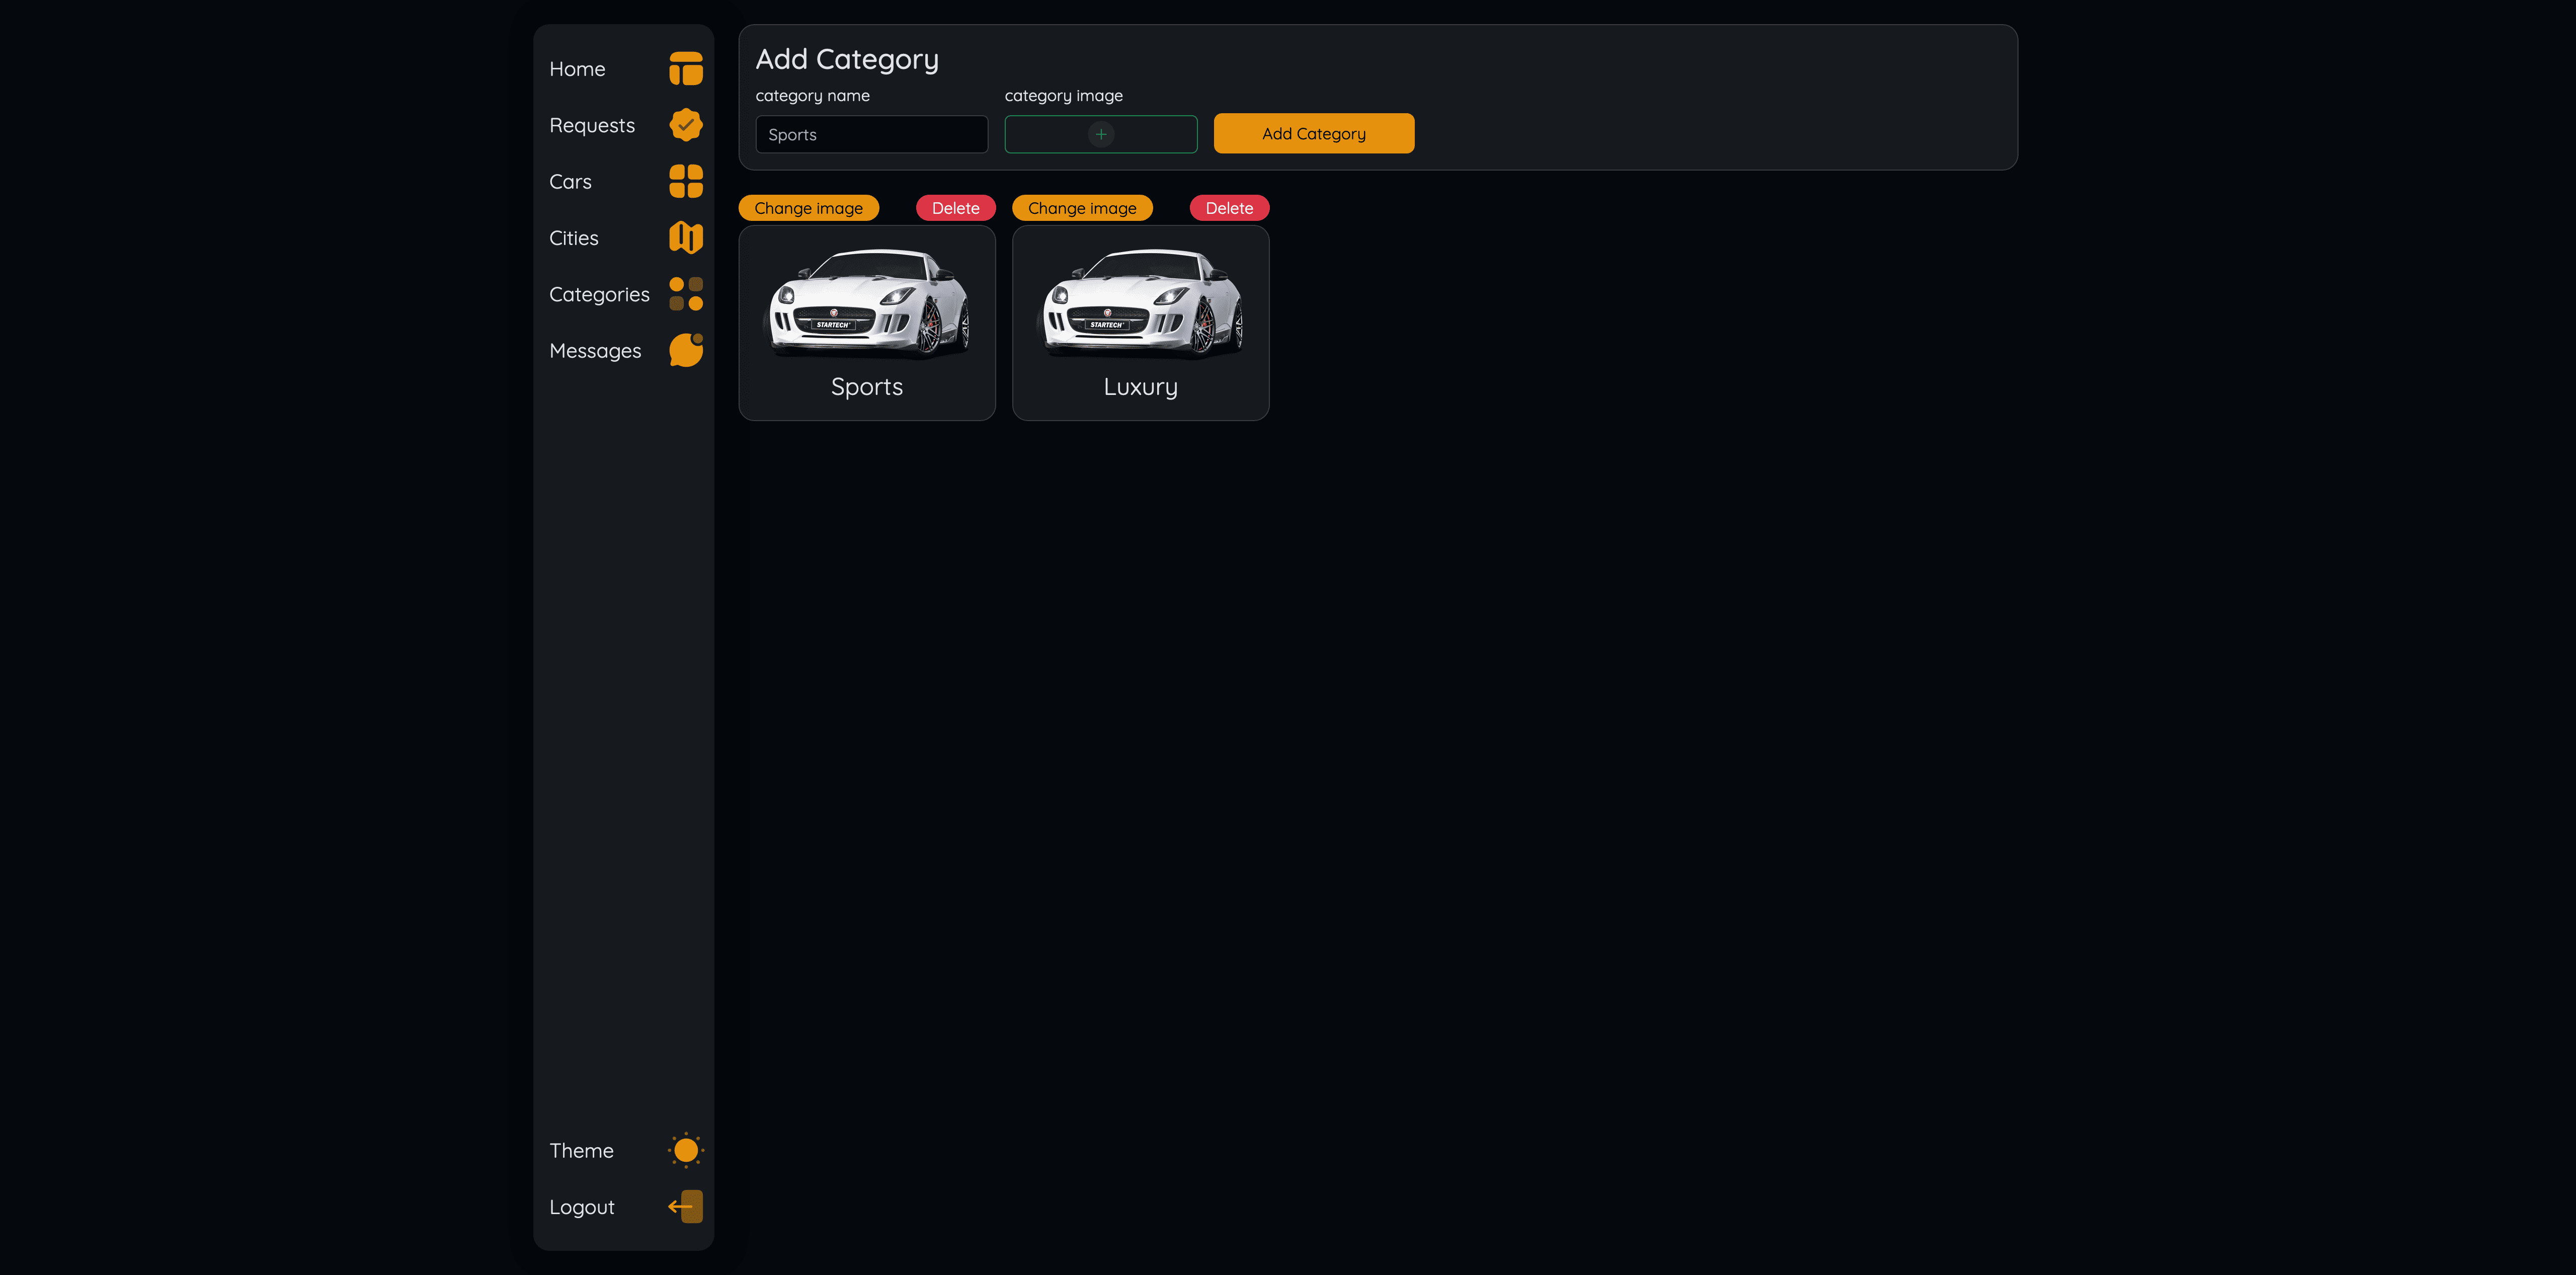 Home
Requests
Cars
Cities
Categories
Messages
Theme
Logout
Add Category
category name
category image
Sports
+
Add Category
Change image
Delete
Change image
Delete
STARTECH
STARTECH
Sports
Luxury